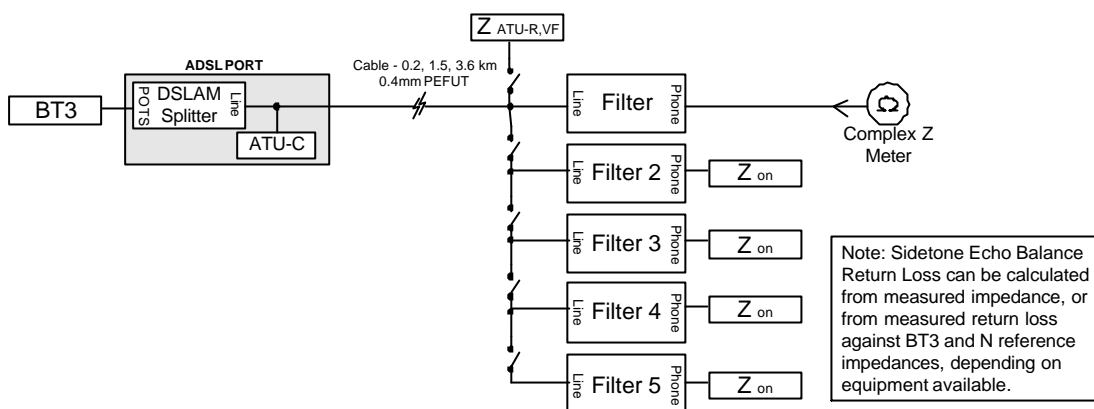 Z ATU-R,VF
ADSL PORT
Cable - 0.2, 1.5, 3.6 km
0.4mm PEFUT
BT3
POTS
DSLAM
Splitter
Line
ATU-C
Line
Filter
Phone
Ω
Complex Z
Meter
Line
Filter 2
Phone
Z on
Line
Filter 3
Phone
Z on
Line
Filter 4
Phone
Z on
Line
Filter 5
Phone
Z on
Note: Sidetone Echo Balance
Return Loss can be calculated
from measured impedance, or
from measured return loss
against BT3 and N reference
impedances, depending on
equipment available.